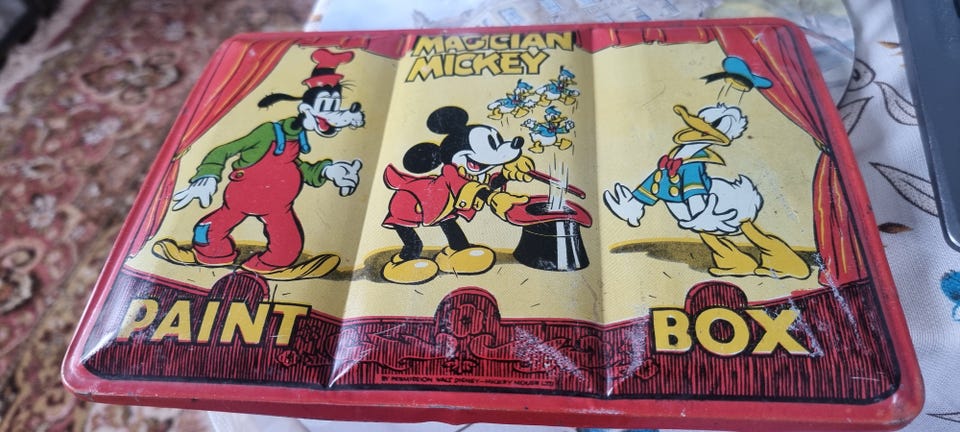 MAGICIAN
MICKEY
PAINT BOX
BY PERMISSION WALT DISNEY-MICKEY MOUSE LTD